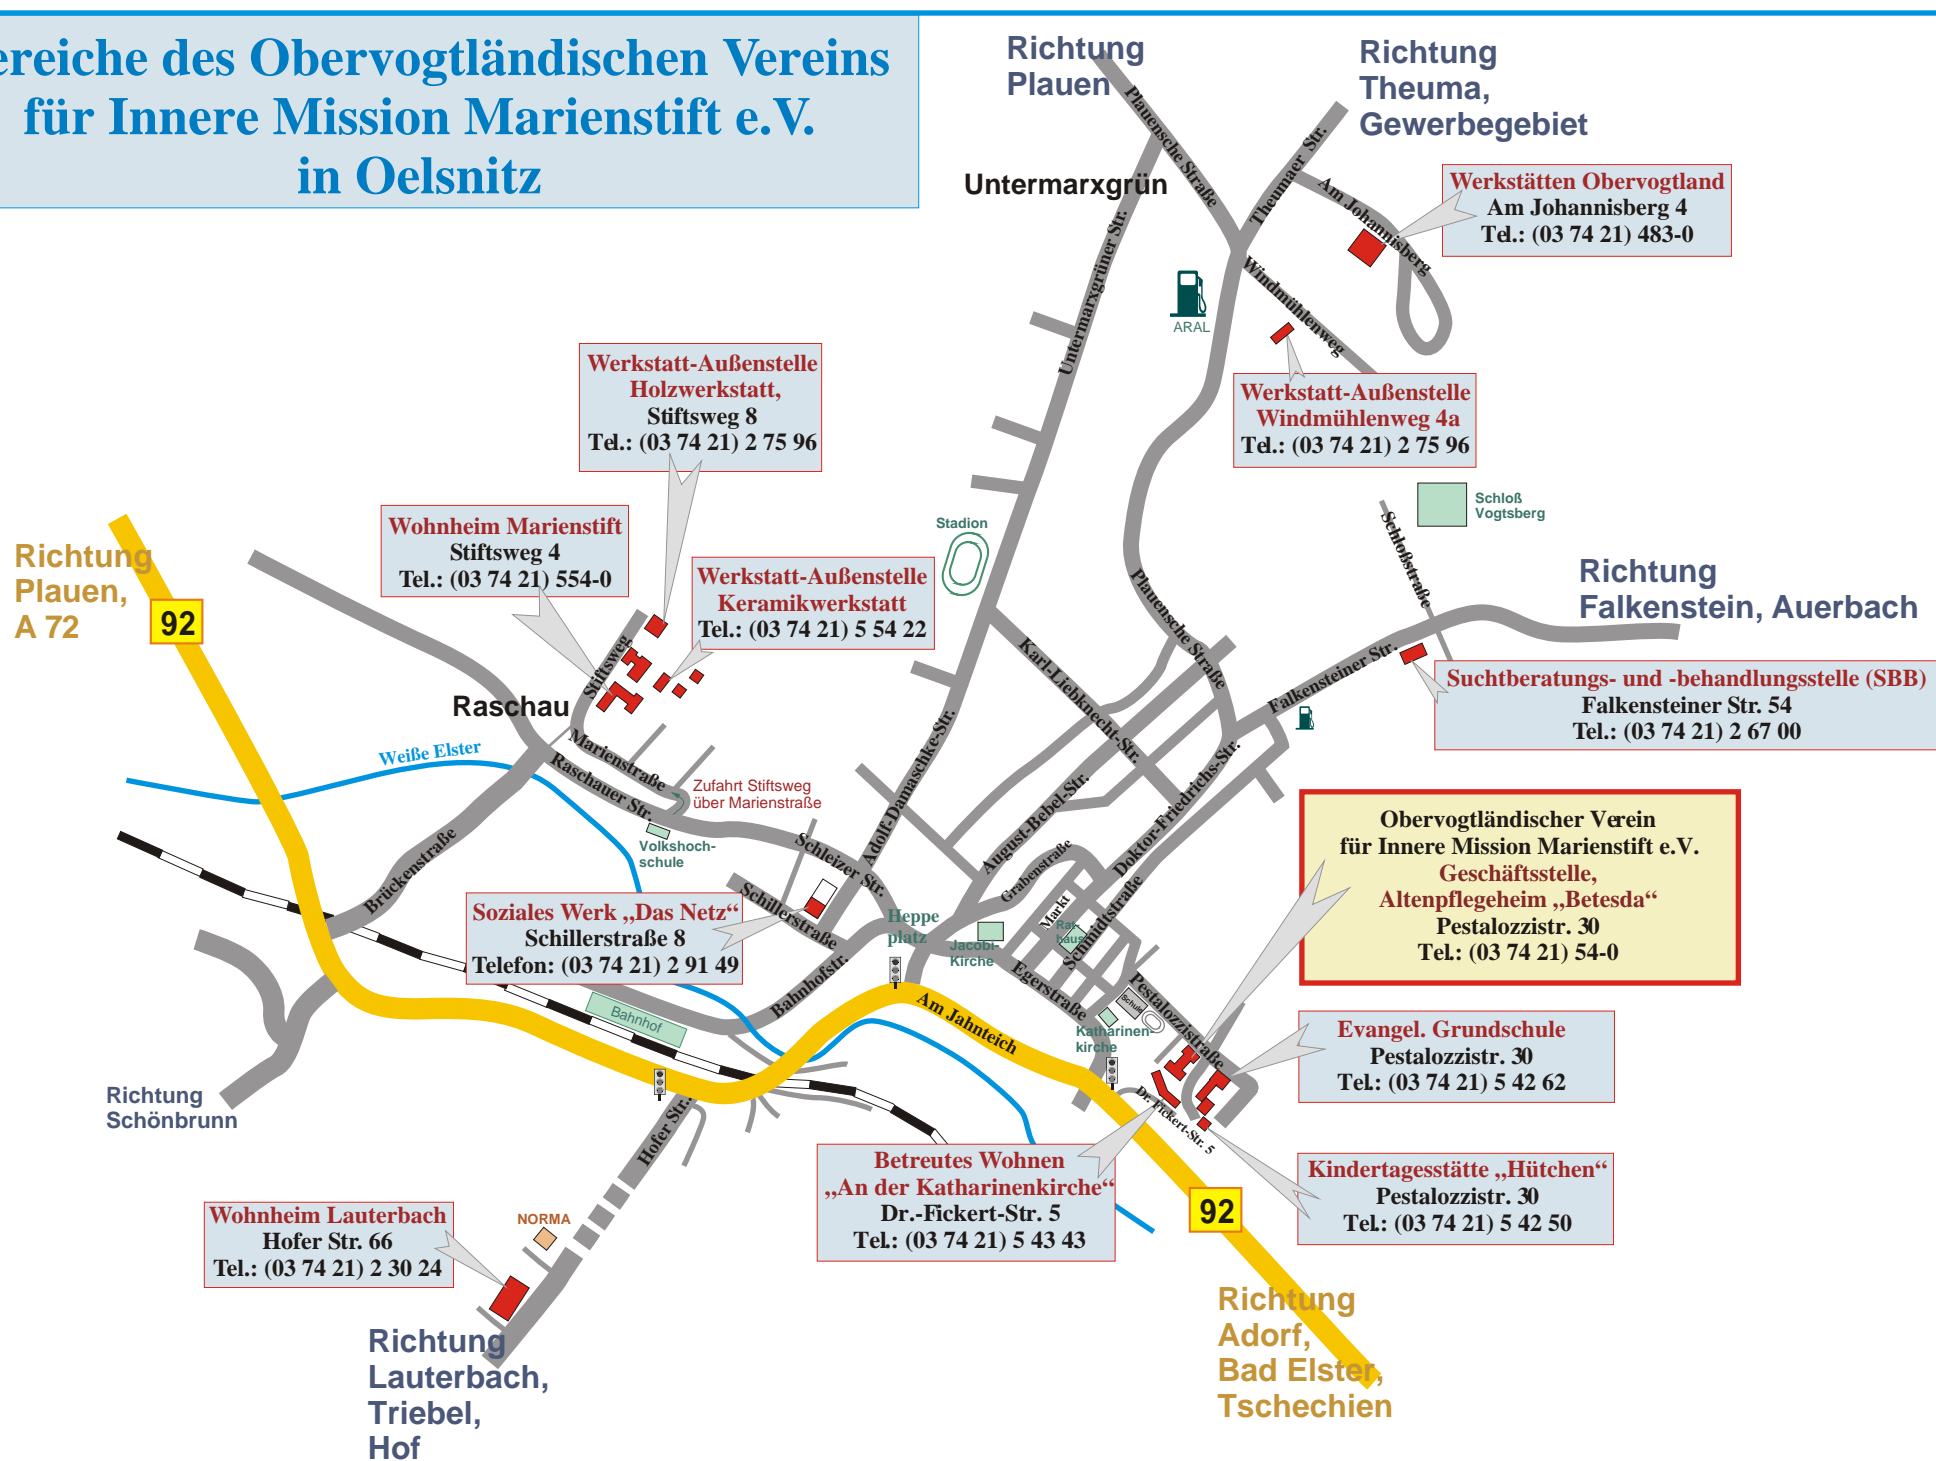 ereiche des Obervogtländischen Vereins
für Innere Mission Marienstift e.V.
in Oelsnitz
Richtung
Plauen
Richtung
Theuma,
Gewerbegebiet
Plauensche Straße
Theumaer Str.
Untermarxgrün
Am Johannisberg
Werkstätten Obervogtland
Am Johannisberg 4
Tel.: (03 74 21) 483-0
Untermarxgrüner Str.
Windmühlenweg
ARAL
Werkstatt-Außenstelle
Holzwerkstatt,
Stiftsweg 8
Tel.: (03 74 21) 2 75 96
Werkstatt-Außenstelle
Windmühlenweg 4a
Tel.: (03 74 21) 2 75 96
Schloß
Vogtsberg
Schloßstraße
Stadion
Wohnheim Marienstift
Stiftsweg 4
Tel.: (03 74 21) 554-0
Richtung
Plauen,
A 72
92
Werkstatt-Außenstelle
Keramikwerkstatt
Tel.: (03 74 21) 5 54 22
Richtung
Falkenstein, Auerbach
Plauensche Straße
Karl-Liebknecht-Str.
Falkensteiner Str.
Suchtberatungs- und -behandlungsstelle (SBB)
Falkensteiner Str. 54
Tel.: (03 74 21) 2 67 00
Stiftsweg
Raschau
Weiße Elster
Marienstraße
Raschauer Str.
Zufahrt Stiftsweg
über Marienstraße
Adolf-Damaschke-Str.
August-Bebel-Str.
Doktor-Friedrichs-Str.
Volkshoch-
schule
Schleizer Str.
Brückenstraße
Grabenstraße
Obervogtländischer Verein
für Innere Mission Marienstift e.V.
Geschäftsstelle,
Altenpflegeheim „Betesda“
Pestalozzistr. 30
Tel.: (03 74 21) 54-0
Soziales Werk „Das Netz“
Schillerstraße 8
Telefon: (03 74 21) 2 91 49
Schillerstraße
Heppe
platz
Markt
Rat-
haus
Schmidtstraße
Jacobi-
Kirche
Bahnhofstr.
Egerstraße
Bahnhof
Am Jahnteich
Schule
Pestalozzistraße
Katharinen-
kirche
Evangel. Grundschule
Pestalozzistr. 30
Tel.: (03 74 21) 5 42 62
Richtung
Schönbrunn
Hofer Str.
Dr. Fickert-Str. 5
Betreutes Wohnen
„An der Katharinenkirche“
Dr.-Fickert-Str. 5
Tel.: (03 74 21) 5 43 43
Kindertagesstätte „Hütchen“
Pestalozzistr. 30
Tel.: (03 74 21) 5 42 50
92
Wohnheim Lauterbach
Hofer Str. 66
Tel.: (03 74 21) 2 30 24
NORMA
Richtung
Lauterbach,
Triebel,
Hof
Richtung
Adorf,
Bad Elster,
Tschechien